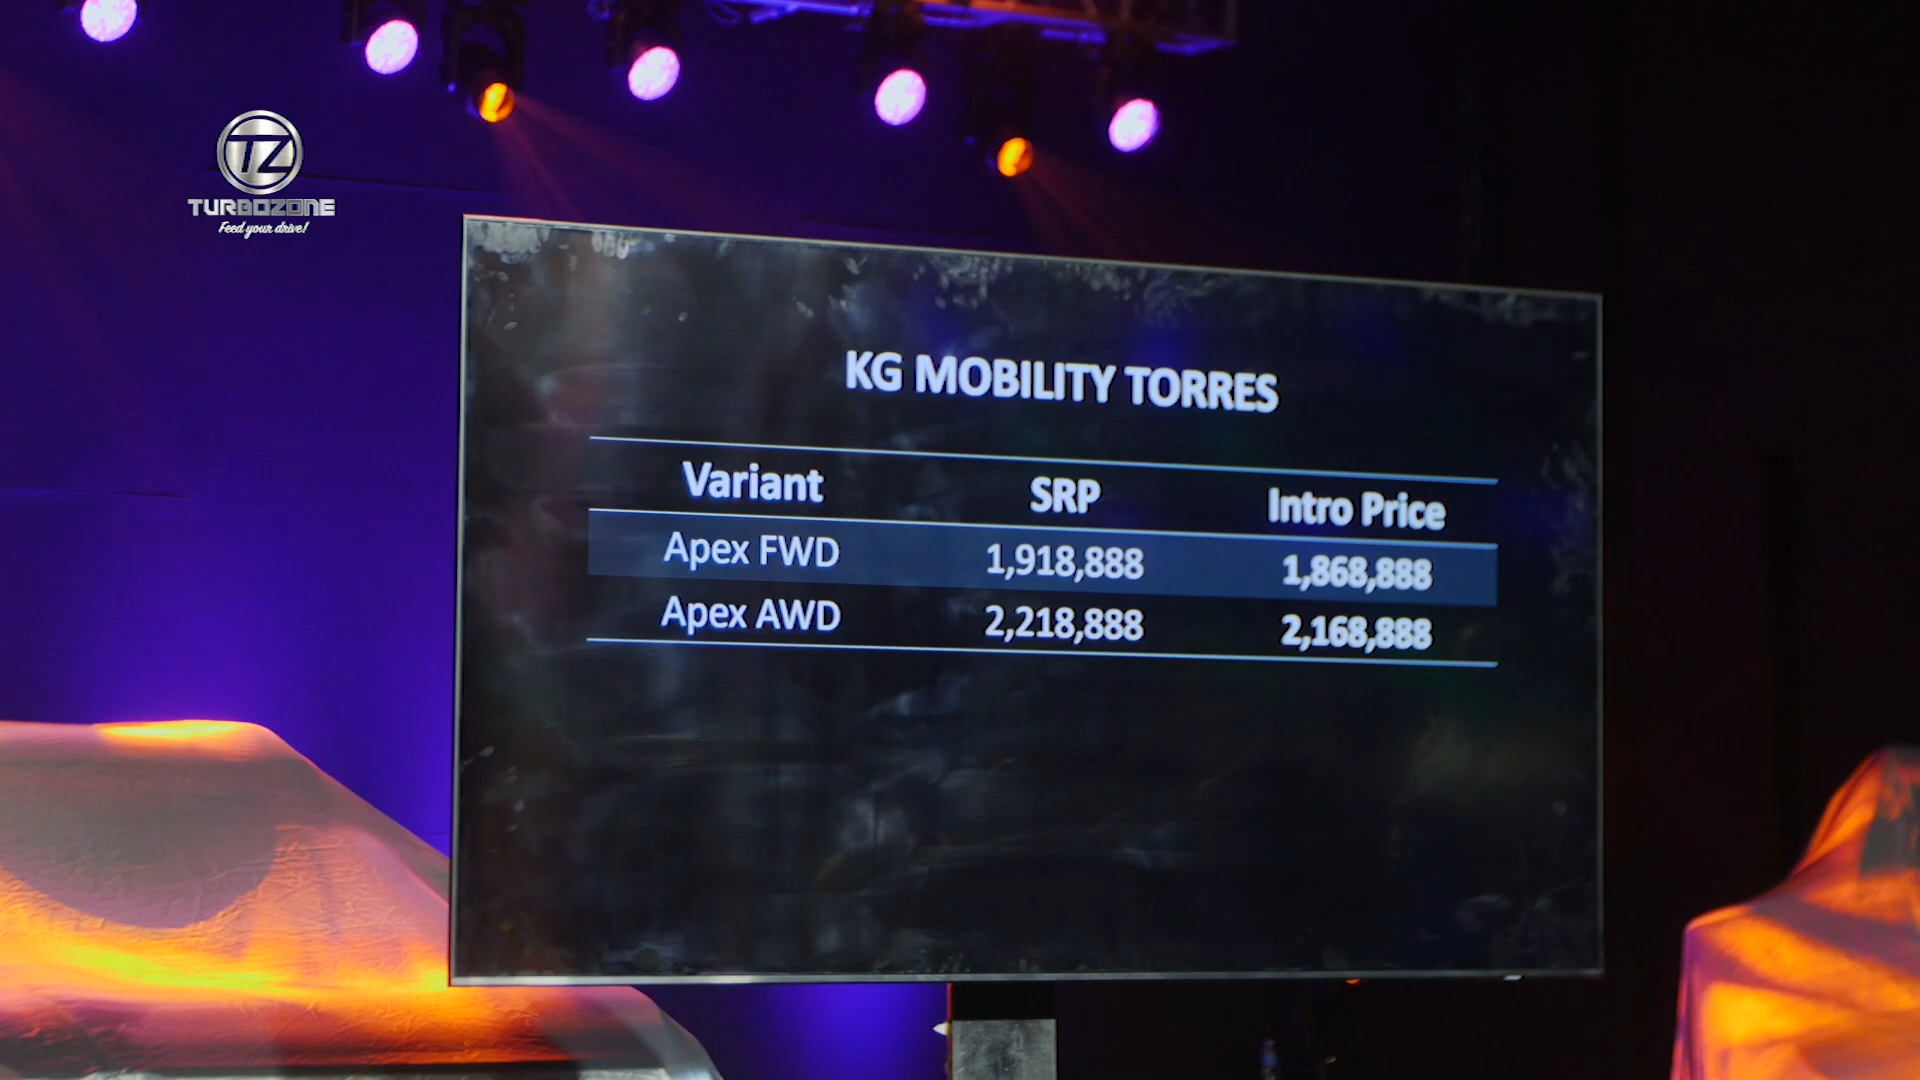 TZ
TURBOZONE
Feed your drive!
KG MOBILITY TORRES
Variant SRP Intro Price
Apex FWD 1,918,888 1,868,888
Apex AWD 2,218,888 2,168,888